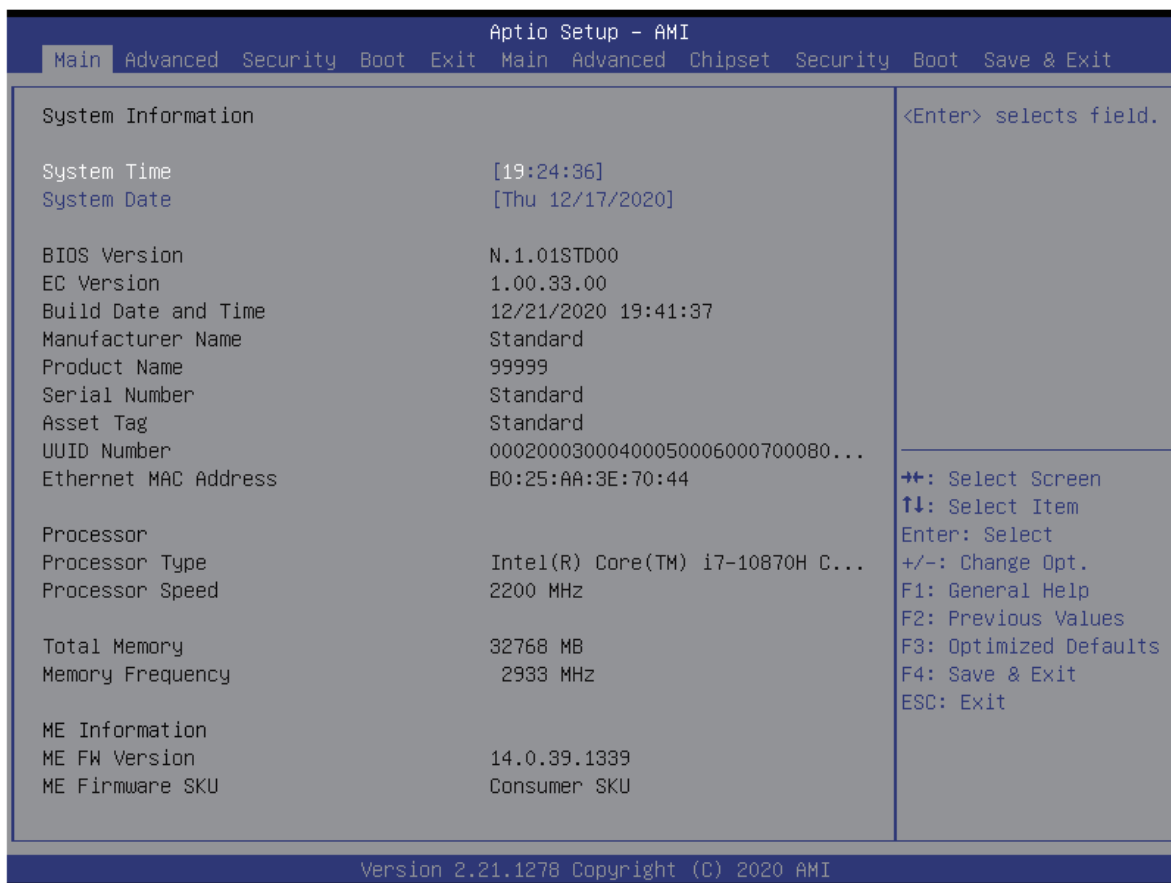 Aptio Setup - AMI
Main Advanced Security Boot Exit Main Advanced Chipset Security Boot Save & Exit
System Information
System Time [19:24:36]
System Date [Thu 12/17/2020]
BIOS Version N.1.01STD00
EC Version 1.00.33.00
Build Date and Time 12/21/2020 19:41:37
Manufacturer Name Standard
Product Name 99999
Serial Number Standard
Asset Tag Standard
UUID Number 00020003000400050006000700080...
Ethernet MAC Address B0:25:AA:3E:70:44
Processor
Processor Type Intel(R) Core(TM) i7-10870H C...
Processor Speed 2200 MHz
Total Memory 32768 MB
Memory Frequency 2933 MHz
ME Information
ME FW Version 14.0.39.1339
ME Firmware SKU Consumer SKU
<Enter> selects field.
→←: Select Screen
↑↓: Select Item
Enter: Select
+/-: Change Opt.
F1: General Help
F2: Previous Values
F3: Optimized Defaults
F4: Save & Exit
ESC: Exit
Version 2.21.1278 Copyright (C) 2020 AMI